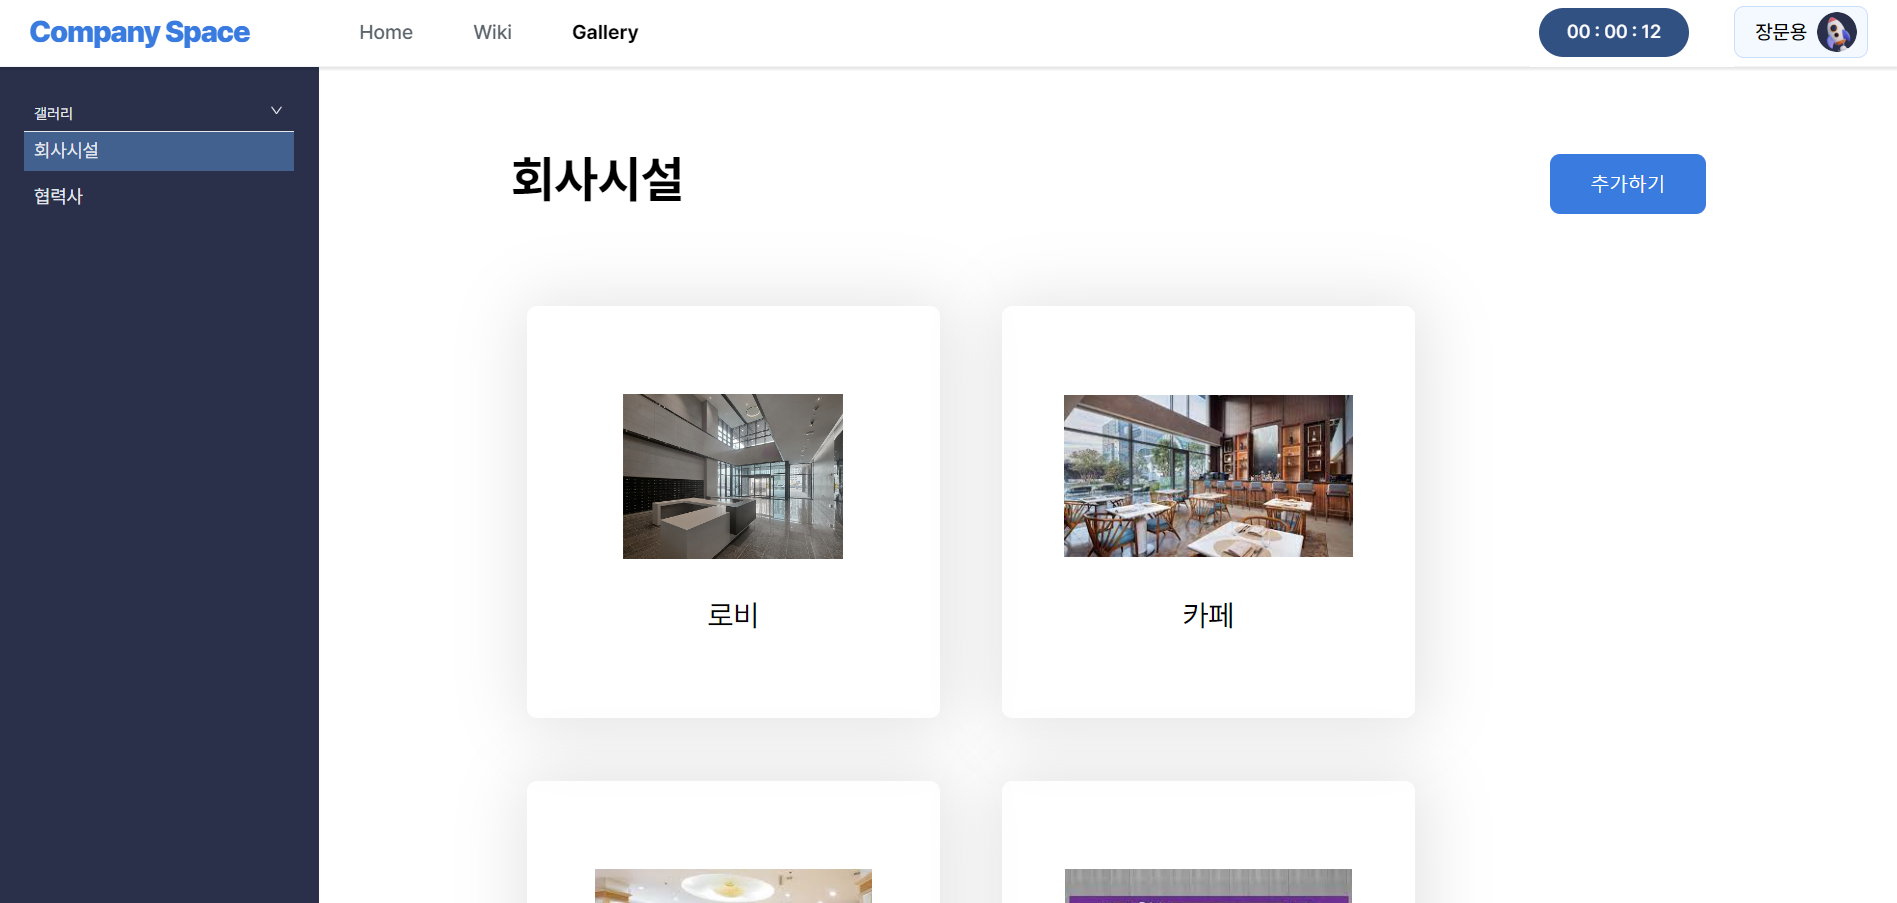 Company Space
Home
Wiki
Gallery
00 : 00 : 12
장문용
갤러리
회사시설
협력사
회사시설
추가하기
로비
카페